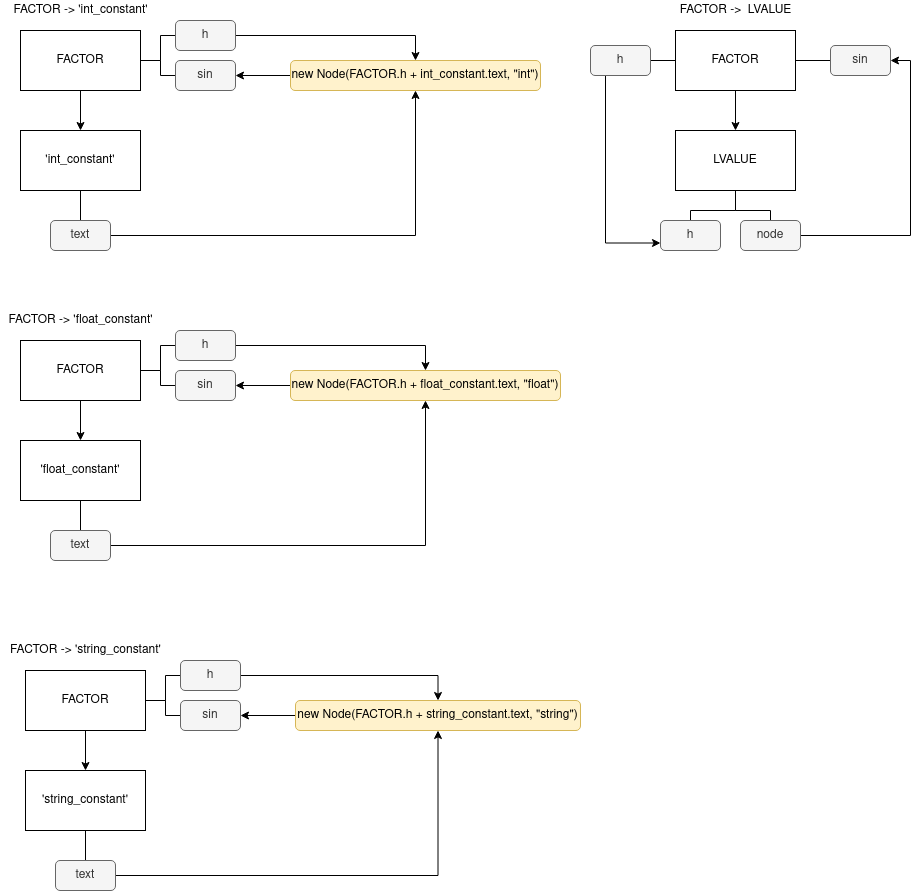 FACTOR -> 'int_constant'
FACTOR
h
sin
new Node(FACTOR.h + int_constant.text, "int")
'int_constant'
text
FACTOR -> LVALUE
h
FACTOR
sin
LVALUE
h
node
FACTOR -> 'float_constant'
FACTOR
h
sin
new Node(FACTOR.h + float_constant.text, "float")
'float_constant'
text
FACTOR -> 'string_constant'
FACTOR
h
sin
new Node(FACTOR.h + string_constant.text, "string")
'string_constant'
text